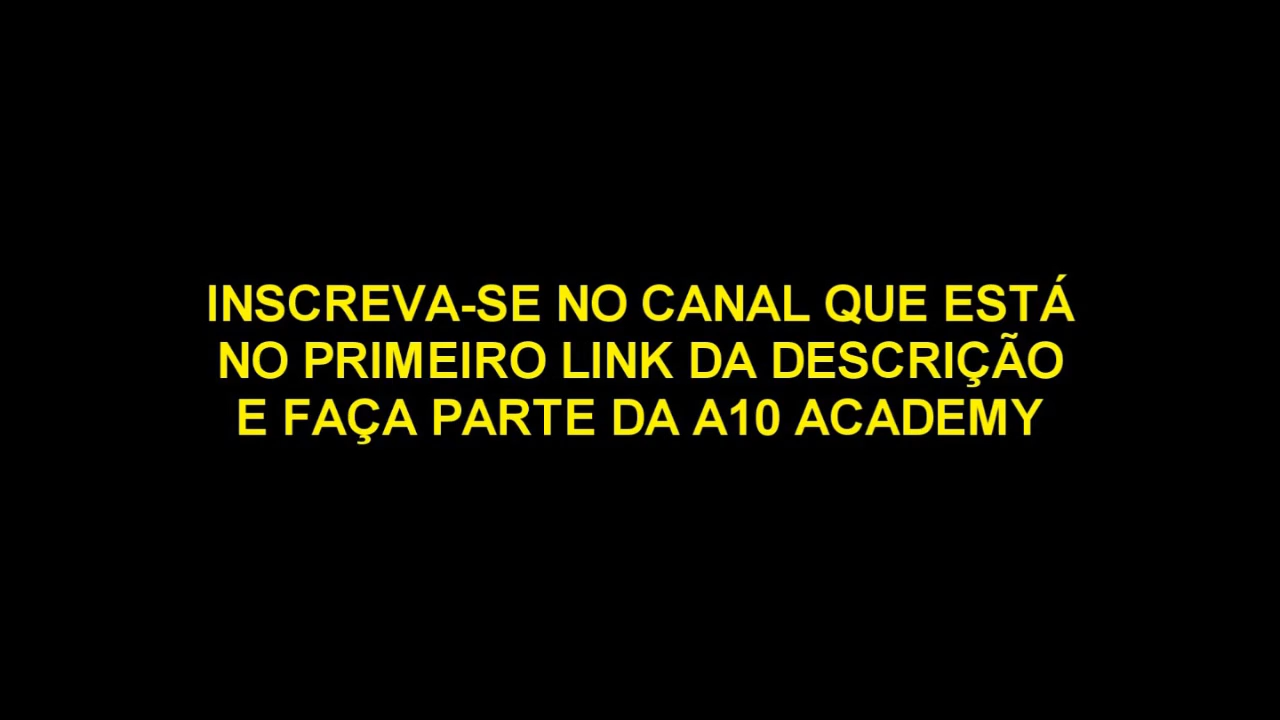 INSCREVA-SE NO CANAL QUE ESTÁ
NO PRIMEIRO LINK DA DESCRIÇÃO
E FAÇA PARTE DA A10 ACADEMY